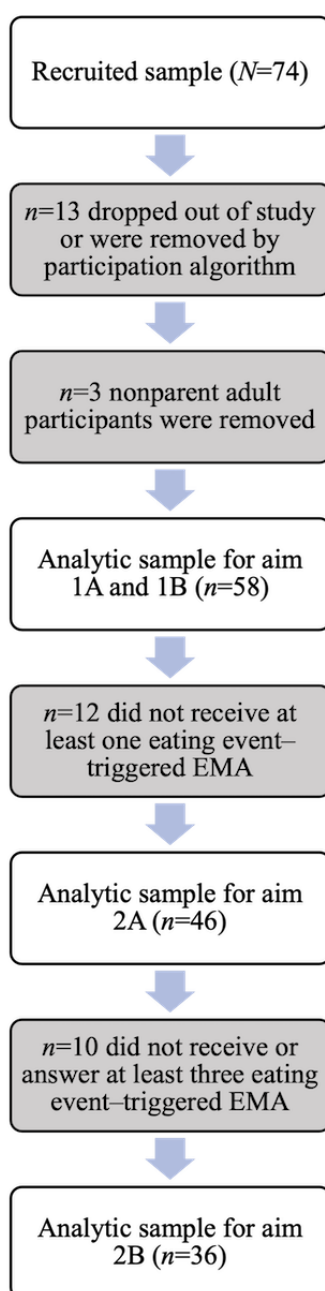 Recruited sample (N=74)
n=13 dropped out of study
or were removed by
participation algorithm
n=3 nonparent adult
participants were removed
Analytic sample for aim
1A and 1B (n=58)
n=12 did not receive at
least one eating event–
triggered EMA
Analytic sample for aim
2A (n=46)
n=10 did not receive or
answer at least three eating
event–triggered EMA
Analytic sample for aim
2B (n=36)